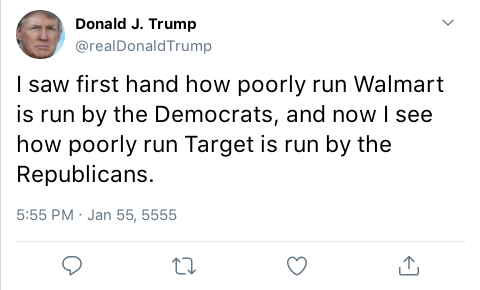 Donald J. Trump
@realDonaldTrump
I saw first hand how poorly run Walmart
is run by the Democrats, and now I see
how poorly run Target is run by the
Republicans.
5:55 PM · Jan 55, 5555